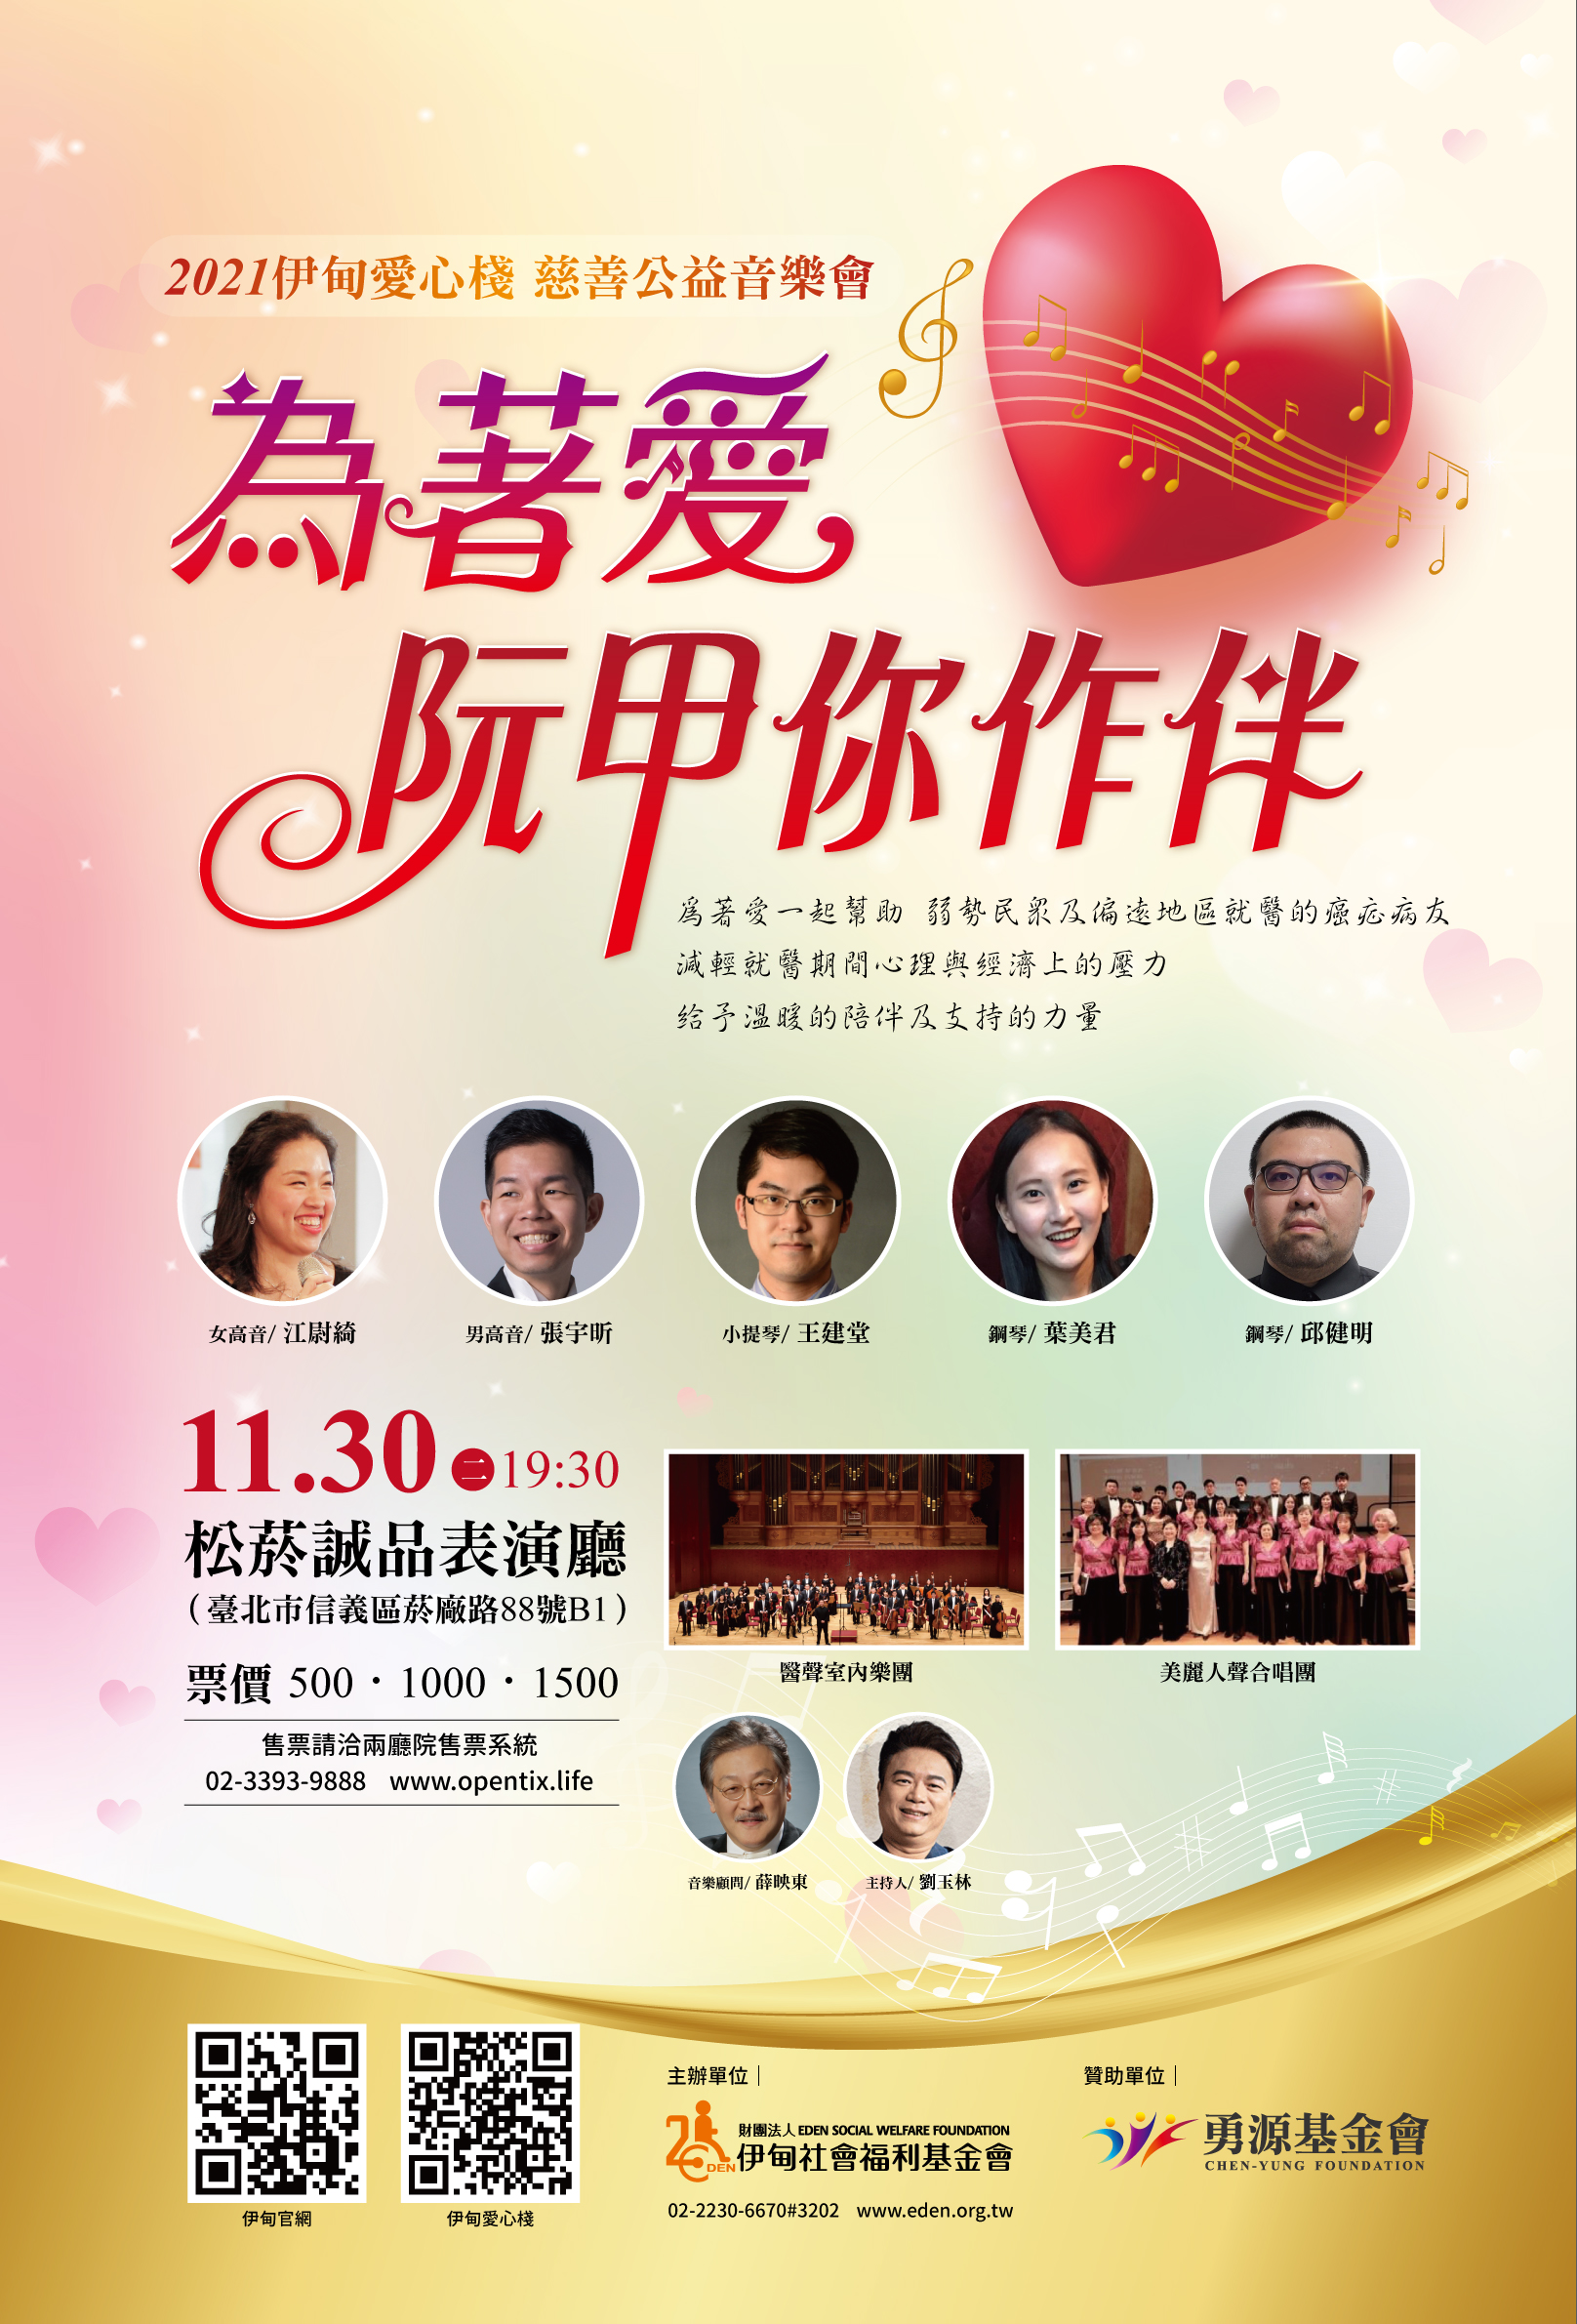 2021伊甸愛心棧 慈善公益音樂會
為著愛
阮甲你作伴
為著愛一起幫助 弱勢民眾及偏遠地區就醫的癌症病友
減輕就醫期間心理與經濟上的壓力
給予溫暖的陪伴及支持的力量
女高音/ 江尉綺
男高音/ 張宇昕
小提琴/ 王建堂
鋼琴/ 葉美君
鋼琴/ 邱健明
11.30 二 19:30
松菸誠品表演廳
(臺北市信義區菸廠路88號B1)
票價 500・1000・1500
售票請洽兩廳院售票系統
02-3393-9888 www.opentix.life
醫聲室內樂團
美麗人聲合唱團
音樂顧問/ 薛映東
主持人/ 劉玉林
伊甸官網
伊甸愛心棧
主辦單位|
EDEN
財團法人 EDEN SOCIAL WELFARE FOUNDATION
伊甸社會福利基金會
02-2230-6670#3202 www.eden.org.tw
贊助單位|
勇源基金會
CHEN-YUNG FOUNDATION